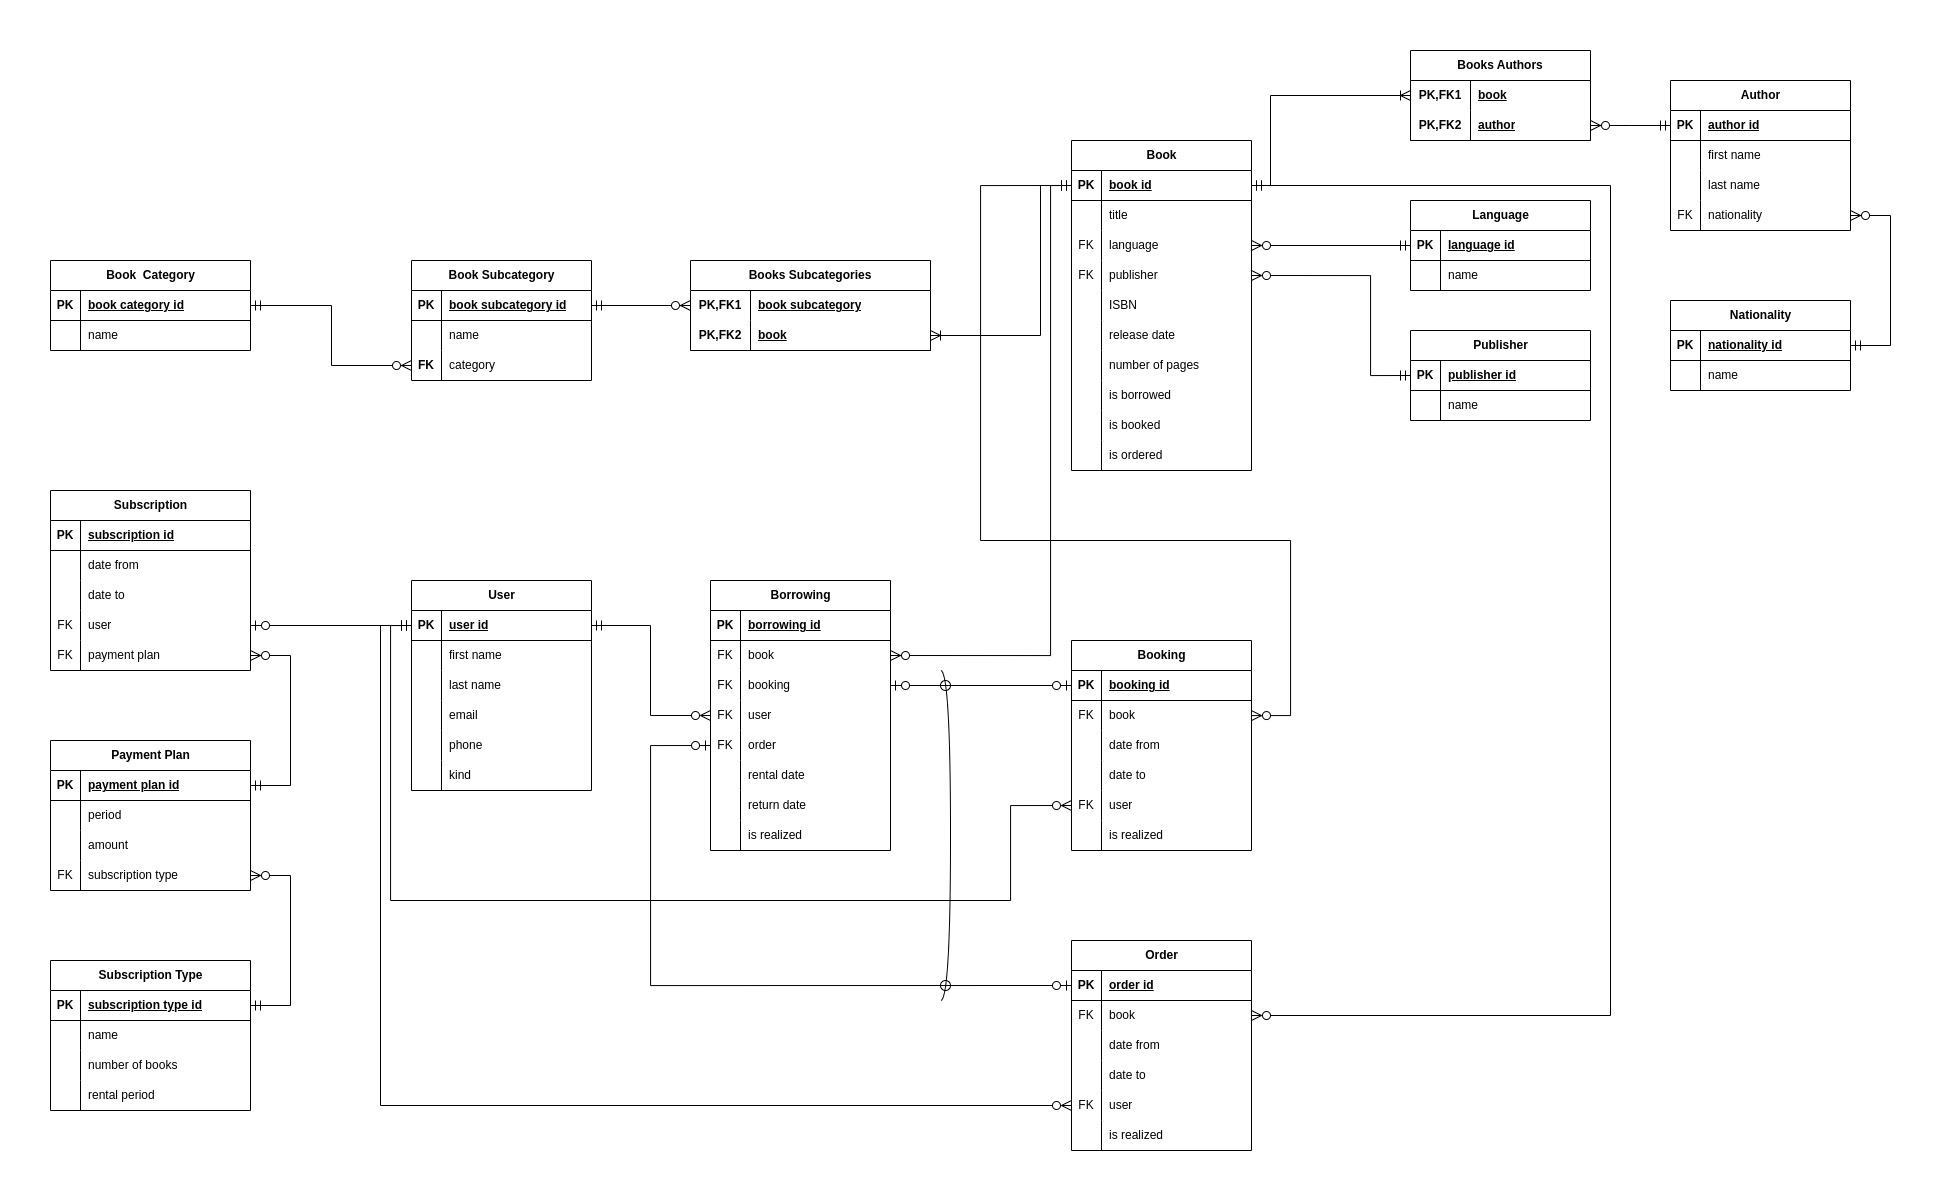 Books Authors
PK,FK1 book
PK,FK2 author
Author
PK author id
first name
last name
FK nationality
Book
PK book id
title
FK language
FK publisher
ISBN
release date
number of pages
is borrowed
is booked
is ordered
Language
PK language id
name
Book Category
PK book category id
name
Book Subcategory
PK book subcategory id
name
FK category
Books Subcategories
PK,FK1 book subcategory
PK,FK2 book
Nationality
PK nationality id
name
Publisher
PK publisher id
name
Subscription
PK subscription id
date from
date to
FK user
FK payment plan
User
PK user id
first name
last name
email
phone
kind
Borrowing
PK borrowing id
FK book
FK booking
FK user
FK order
rental date
return date
is realized
Booking
PK booking id
FK book
date from
date to
FK user
is realized
Payment Plan
PK payment plan id
period
amount
FK subscription type
Order
PK order id
FK book
date from
date to
FK user
is realized
Subscription Type
PK subscription type id
name
number of books
rental period